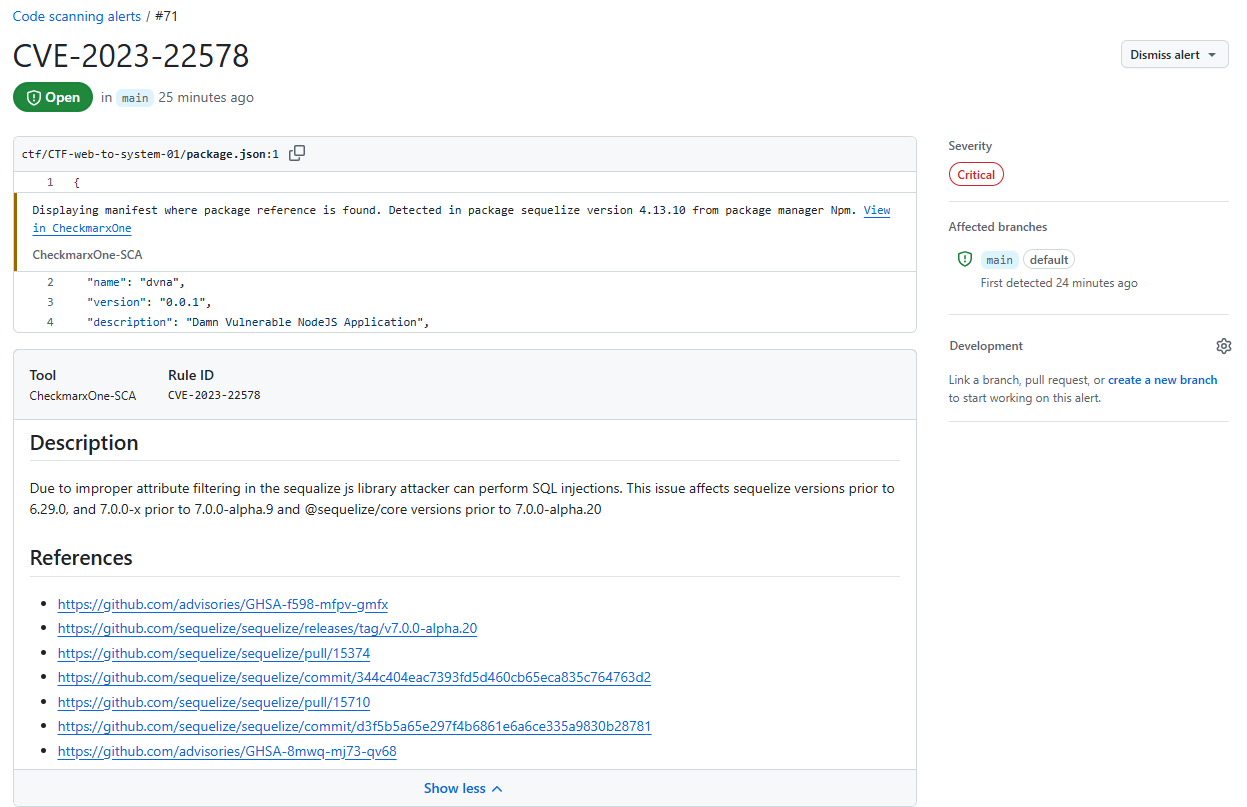 Code scanning alerts / #71
CVE-2023-22578
Dismiss alert
Open in main 25 minutes ago
ctf/CTF-web-to-system-01/package.json:1
1 {
Displaying manifest where package reference is found. Detected in package sequelize version 4.13.10 from package manager Npm. View
in CheckmarxOne
CheckmarxOne-SCA
2 "name": "dvna",
3 "version": "0.0.1",
4 "description": "Damn Vulnerable NodeJS Application",
Tool Rule ID
CheckmarxOne-SCA CVE-2023-22578
Description
Due to improper attribute filtering in the sequalize js library attacker can perform SQL injections. This issue affects sequelize versions prior to
6.29.0, and 7.0.0-x prior to 7.0.0-alpha.9 and @sequelize/core versions prior to 7.0.0-alpha.20
References
https://github.com/advisories/GHSA-f598-mfpv-gmfx
https://github.com/sequelize/sequelize/releases/tag/v7.0.0-alpha.20
https://github.com/sequelize/sequelize/pull/15374
https://github.com/sequelize/sequelize/commit/344c404eac7393fd5d460cb65eca835c764763d2
https://github.com/sequelize/sequelize/pull/15710
https://github.com/sequelize/sequelize/commit/d3f5b5a65e297f4b6861e6a6ce335a9830b28781
https://github.com/advisories/GHSA-8mwq-mj73-qv68
Show less
Severity
Critical
Affected branches
main default
First detected 24 minutes ago
Development
Link a branch, pull request, or create a new branch
to start working on this alert.